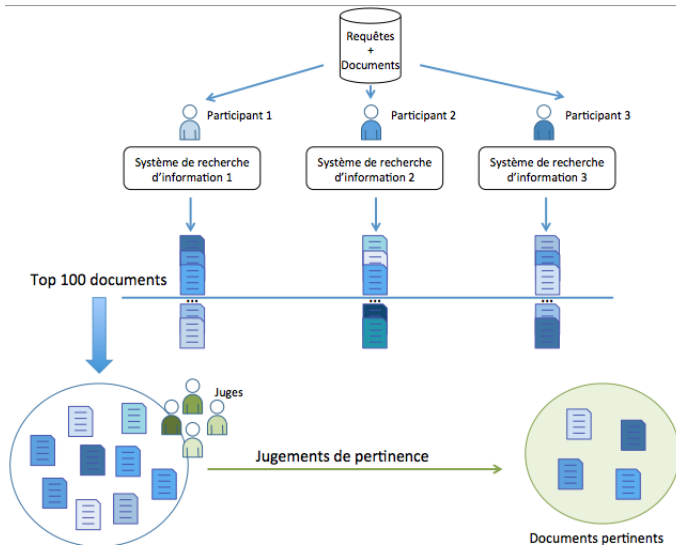 Requêtes
+
Documents
Participant 1
Participant 2
Participant 3
Système de recherche
d'information 1
Système de recherche
d'information 2
Système de recherche
d'information 3
Top 100 documents
...
...
...
Juges
Jugements de pertinence
Documents pertinents